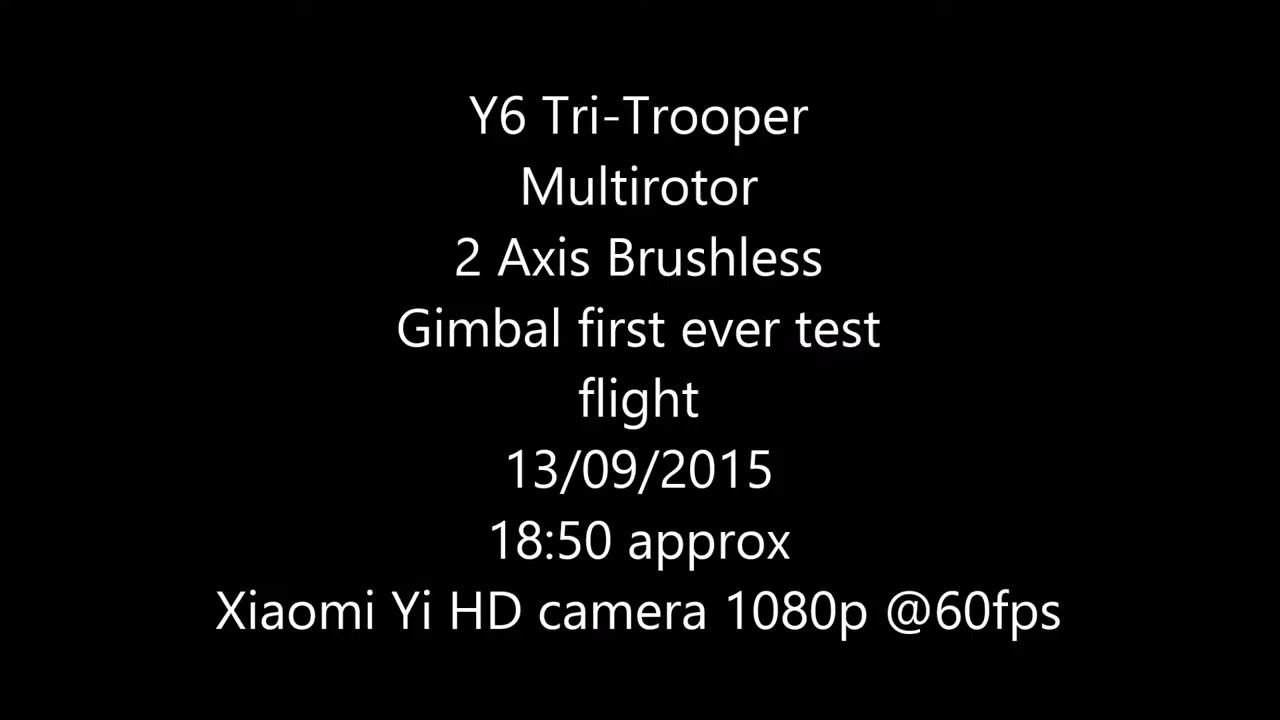 Y6 Tri-Trooper
Multirotor
2 Axis Brushless
Gimbal first ever test
flight
13/09/2015
18:50 approx
Xiaomi Yi HD camera 1080p @60fps